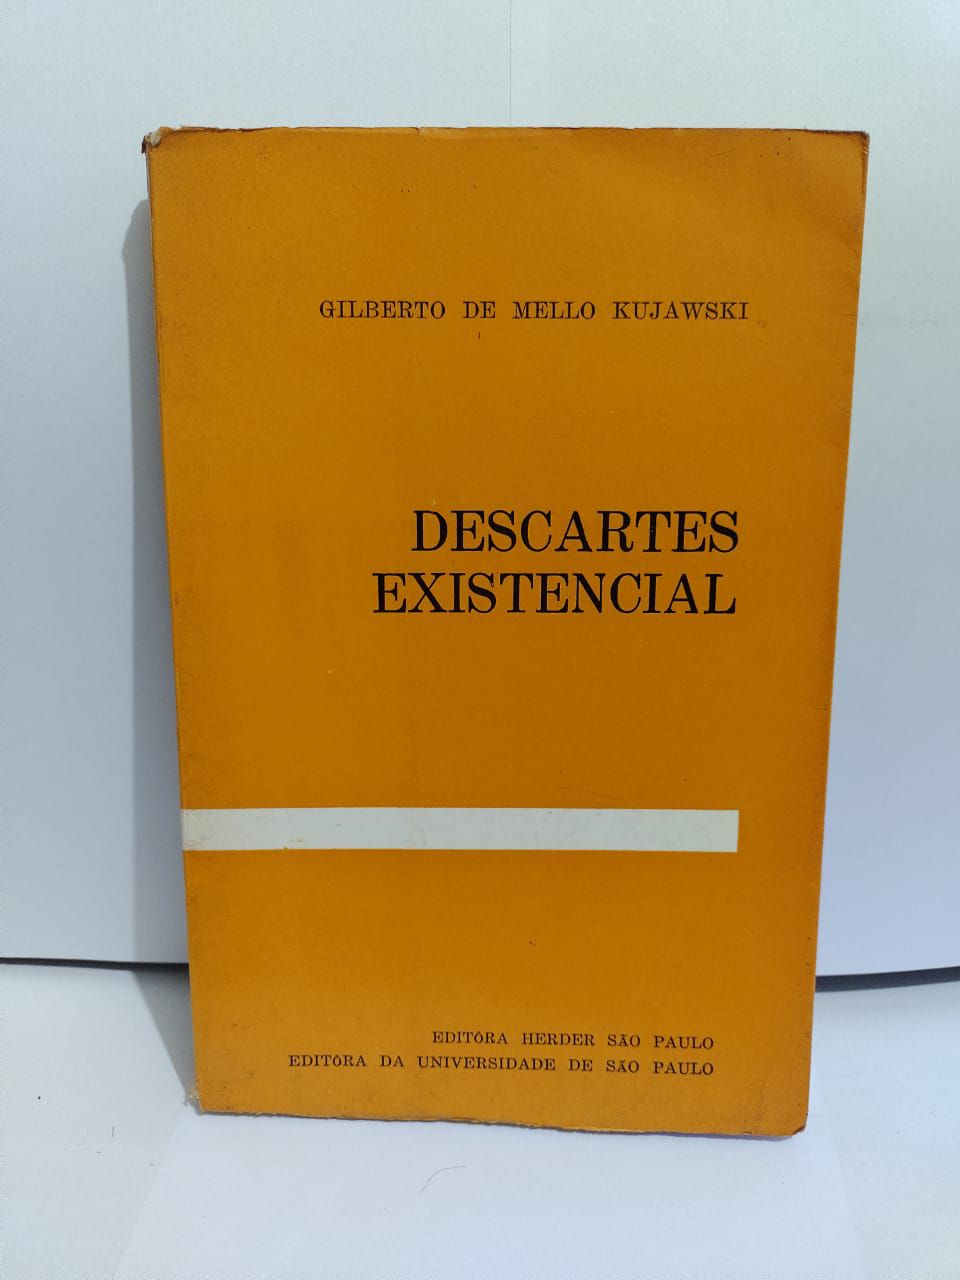 GILBERTO DE MELLO KUJAWSKI
DESCARTES
EXISTENCIAL
EDITÔRA HERDER SÃO PAULO
EDITÔRA DA UNIVERSIDADE DE SÃO PAULO